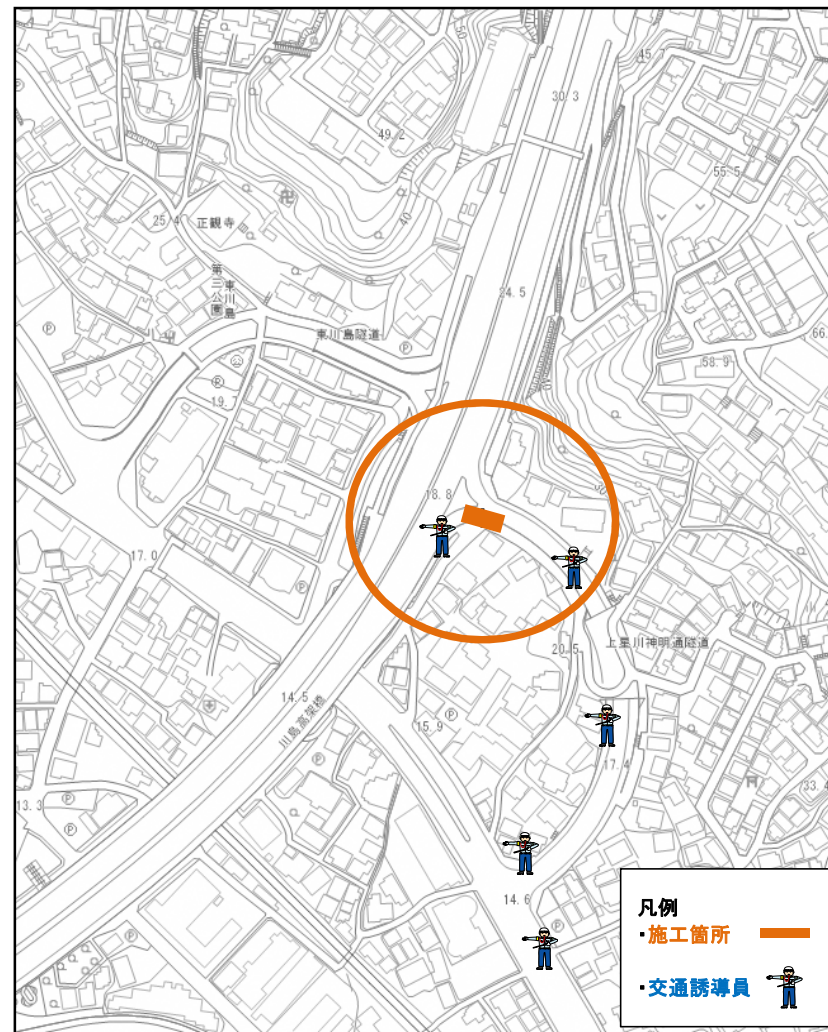 50
45
30.3
49.2
55.5
40
25.4
正観寺
東川島
第三公園
24.5
東川島隧道
P
66.
58.9
P
19.7
50
18.8
17.0
P
上星川神明通隧道
20.5
14.5
川島高架橋
15.9
P
17.4
P
33.4
13.3
P
P
P
14.6
P
凡例
・施工箇所
・交通誘導員